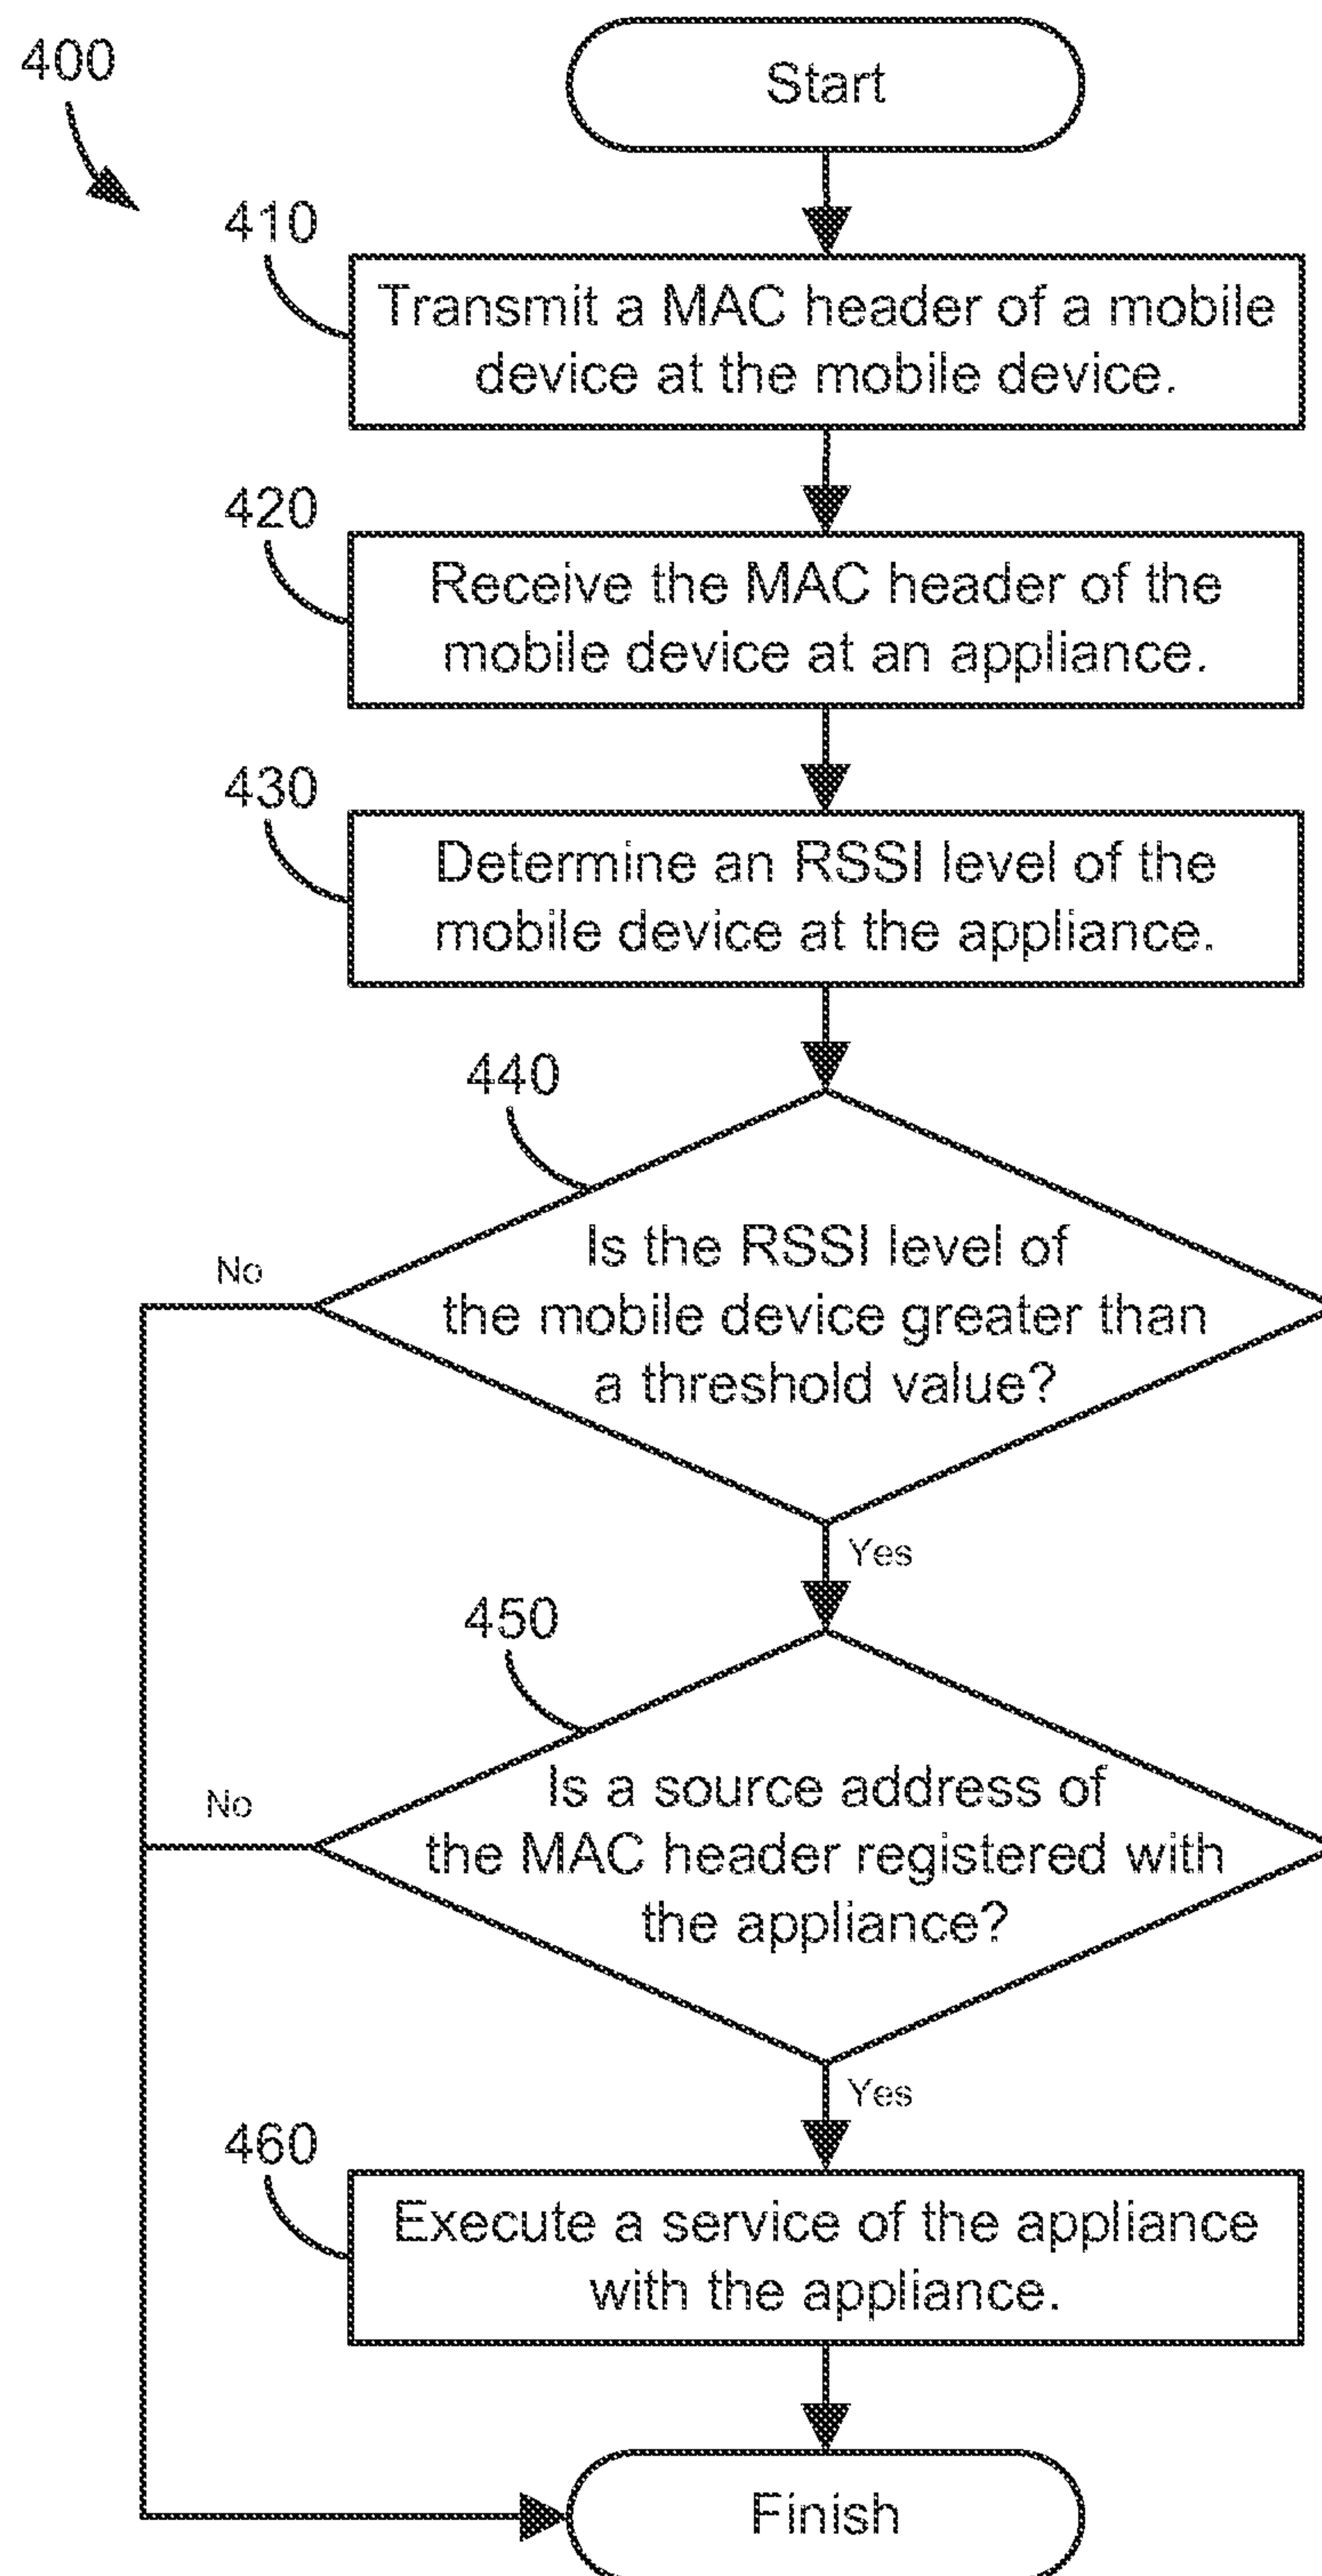 400
Start
410
Transmit a MAC header of a mobile
device at the mobile device.
420
Receive the MAC header of the
mobile device at an appliance.
430
Determine an RSSI level of the
mobile device at the appliance.
440
Is the RSSI level of
the mobile device greater than
a threshold value?
No
Yes
450
Is a source address of
the MAC header registered with
the appliance?
No
Yes
460
Execute a service of the appliance
with the appliance.
Finish